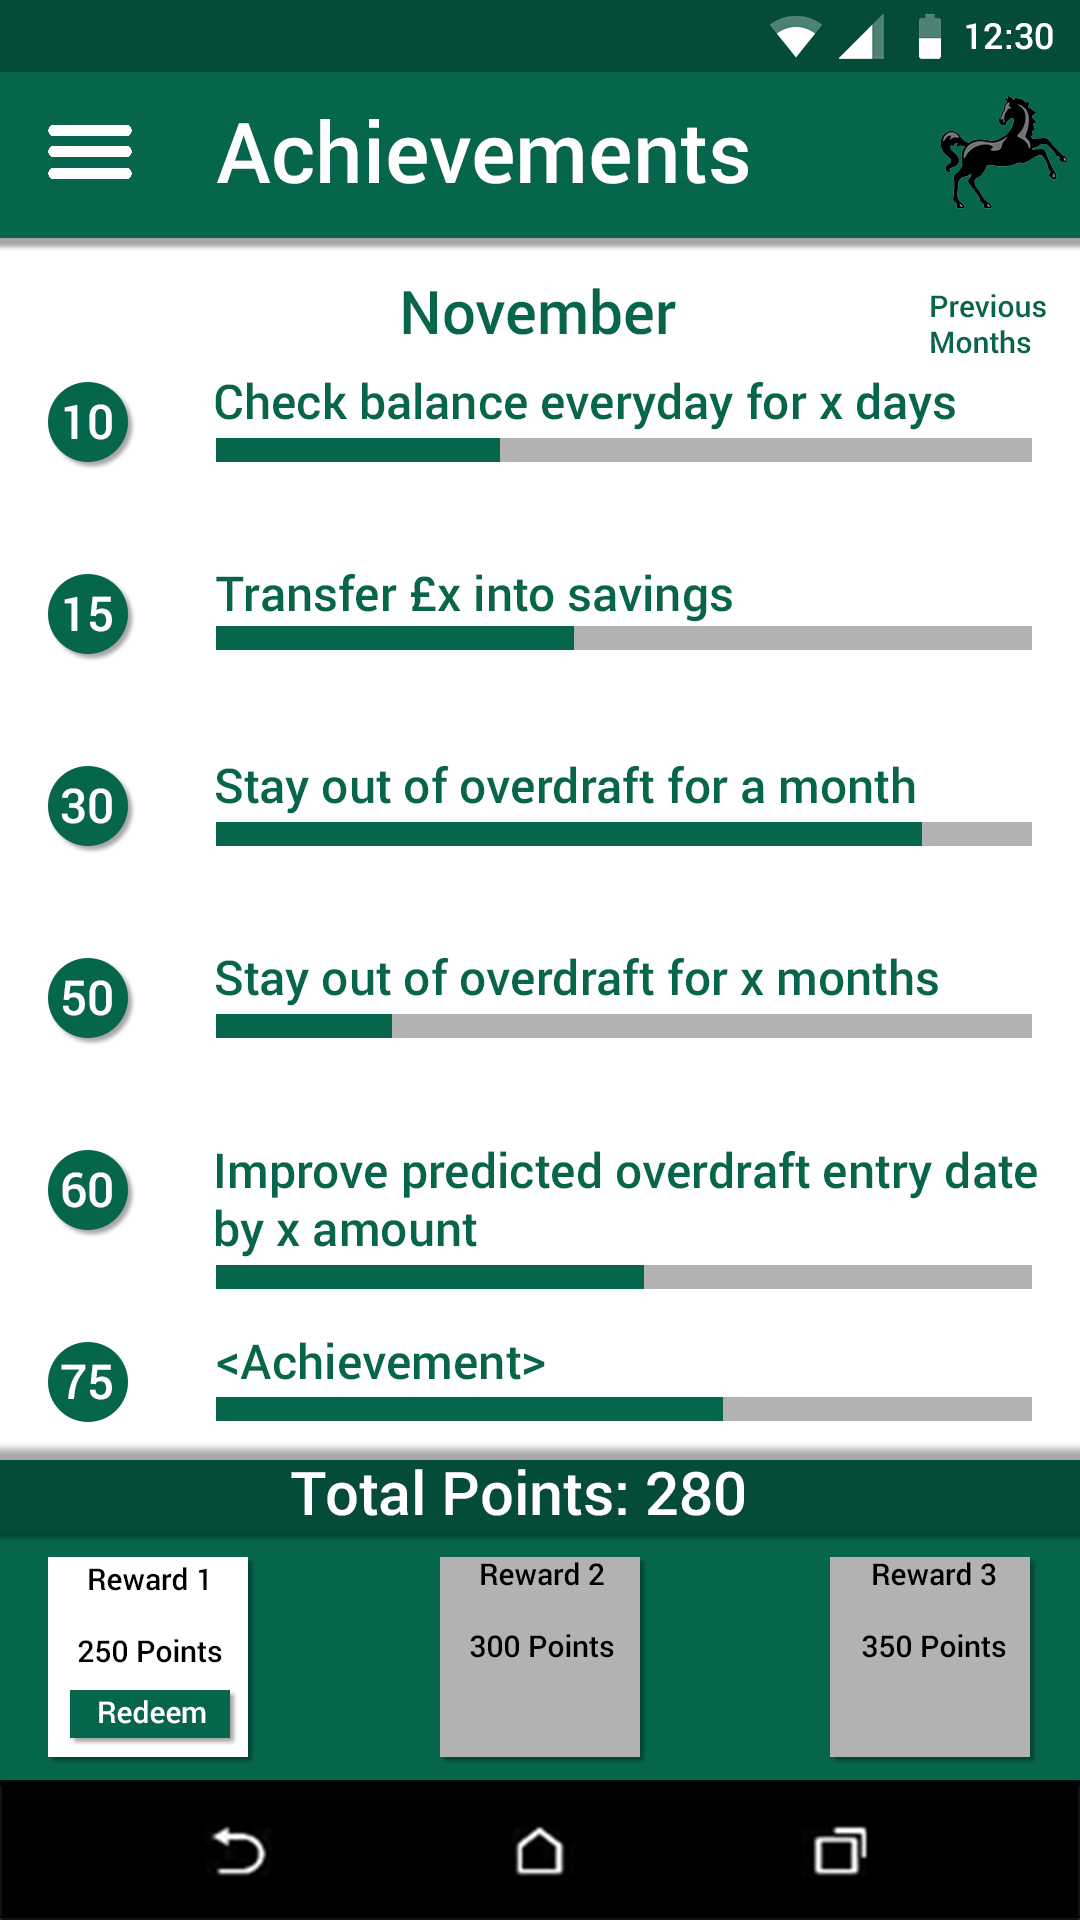 12:30
Achievements
November
Previous
Months
10
Check balance everyday for x days
15
Transfer £x into savings
30
Stay out of overdraft for a month
50
Stay out of overdraft for x months
60
Improve predicted overdraft entry date
by x amount
75
<Achievement>
Total Points: 280
Reward 1
250 Points
Redeem
Reward 2
300 Points
Reward 3
350 Points